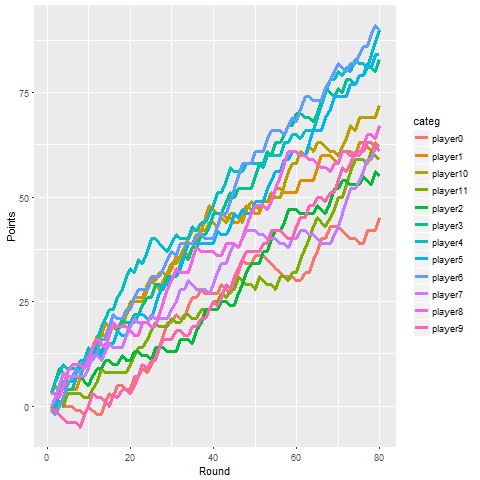 75
50
25
0
Points
0
20
40
60
80
Round
categ
player0
player1
player10
player11
player2
player3
player4
player5
player6
player7
player8
player9